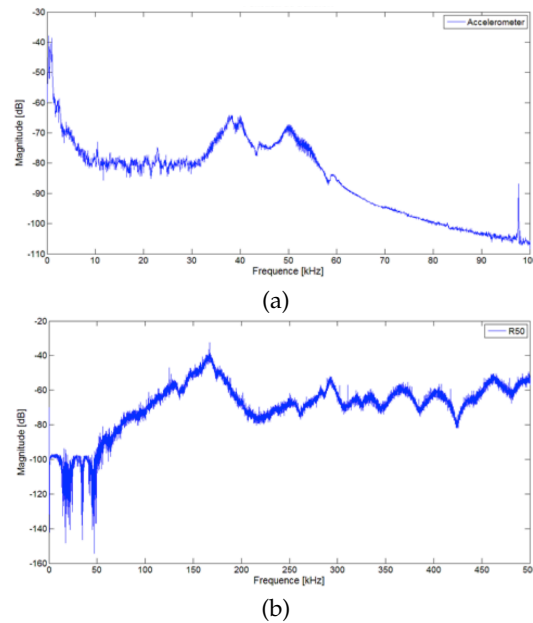 -30
-40
-50
-60
-70
-80
-90
-100
-110
Magnitude [dB]
Accelerometer
0 10 20 30 40 50 60 70 80 90 100
Frequence [kHz]
(a)
-20
-40
-60
-80
-100
-120
-140
-160
Magnitude [dB]
R50
0 50 100 150 200 250 300 350 400 450 500
Frequence [kHz]
(b)